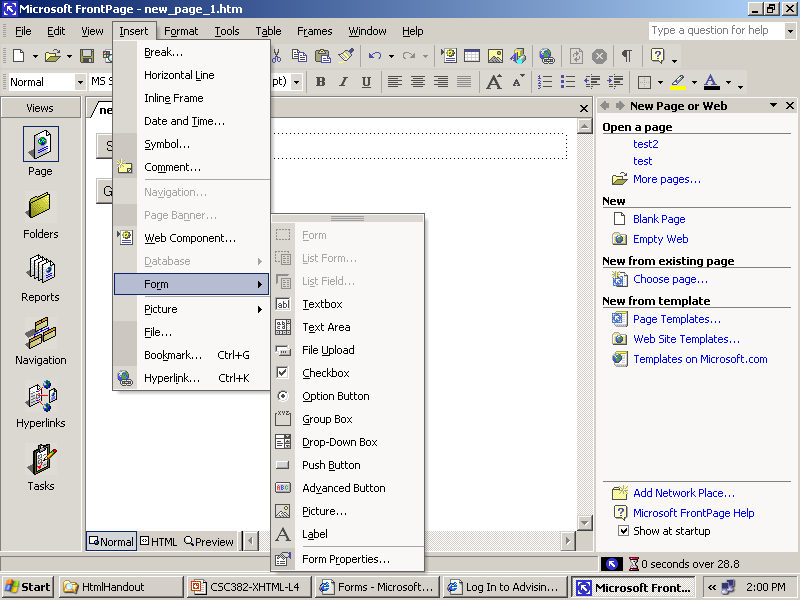 Microsoft FrontPage - new_page_1.htm
File Edit View Insert Format Tools Table Frames Window Help
Type a question for help
Normal
MS S
pt)
B I U
A A
A
Views
Page
Folders
Reports
Navigation
Hyperlinks
Tasks
ne
S
G
Break...
Horizontal Line
Inline Frame
Date and Time...
Symbol...
Comment...
Navigation...
Page Banner...
Web Component...
Database
Form
Picture
File...
Bookmark... Ctrl+G
Hyperlink... Ctrl+K
Form
List Form...
List Field...
Textbox
Text Area
File Upload
Checkbox
Option Button
Group Box
Drop-Down Box
Push Button
Advanced Button
Picture...
Label
Form Properties...
New Page or Web
Open a page
test2
test
More pages...
New
Blank Page
Empty Web
New from existing page
Choose page...
New from template
Page Templates...
Web Site Templates...
Templates on Microsoft.com
Add Network Place...
Microsoft FrontPage Help
Show at startup
Normal HTML Preview
0 seconds over 28.8
Start HtmlHandout CSC382-XHTML-L4 Forms - Microsoft... Log In to Advisin... Microsoft Front... 2:00 PM